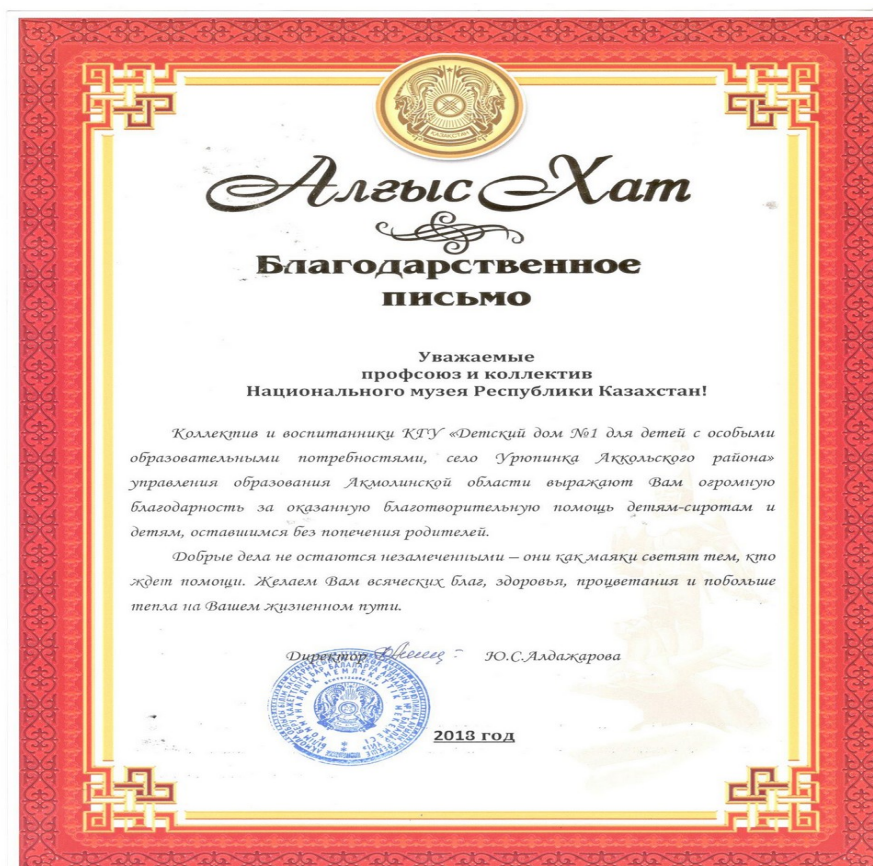 ҚАЗАҚСТАН
Алғыс Хат
Благодарственное
письмо
Уважаемые
профсоюз и коллектив
Национального музея Республики Казахстан!
Коллектив и воспитанники КГУ «Детский дом №1 для детей с особыми
образовательными потребностями, село Урюпинка Аккольского района»
управления образования Акмолинской области выражают Вам огромную
благодарность за оказанную благотворительную помощь детям-сиротам и
детям, оставшимся без попечения родителей.
Добрые дела не остаются незамеченными – они как маяки светят тем, кто
ждет помощи. Желаем Вам всяческих благ, здоровья, процветания и побольше
тепла на Вашем жизненном пути.
Директор Ю.С.Алдажарова
2018 год